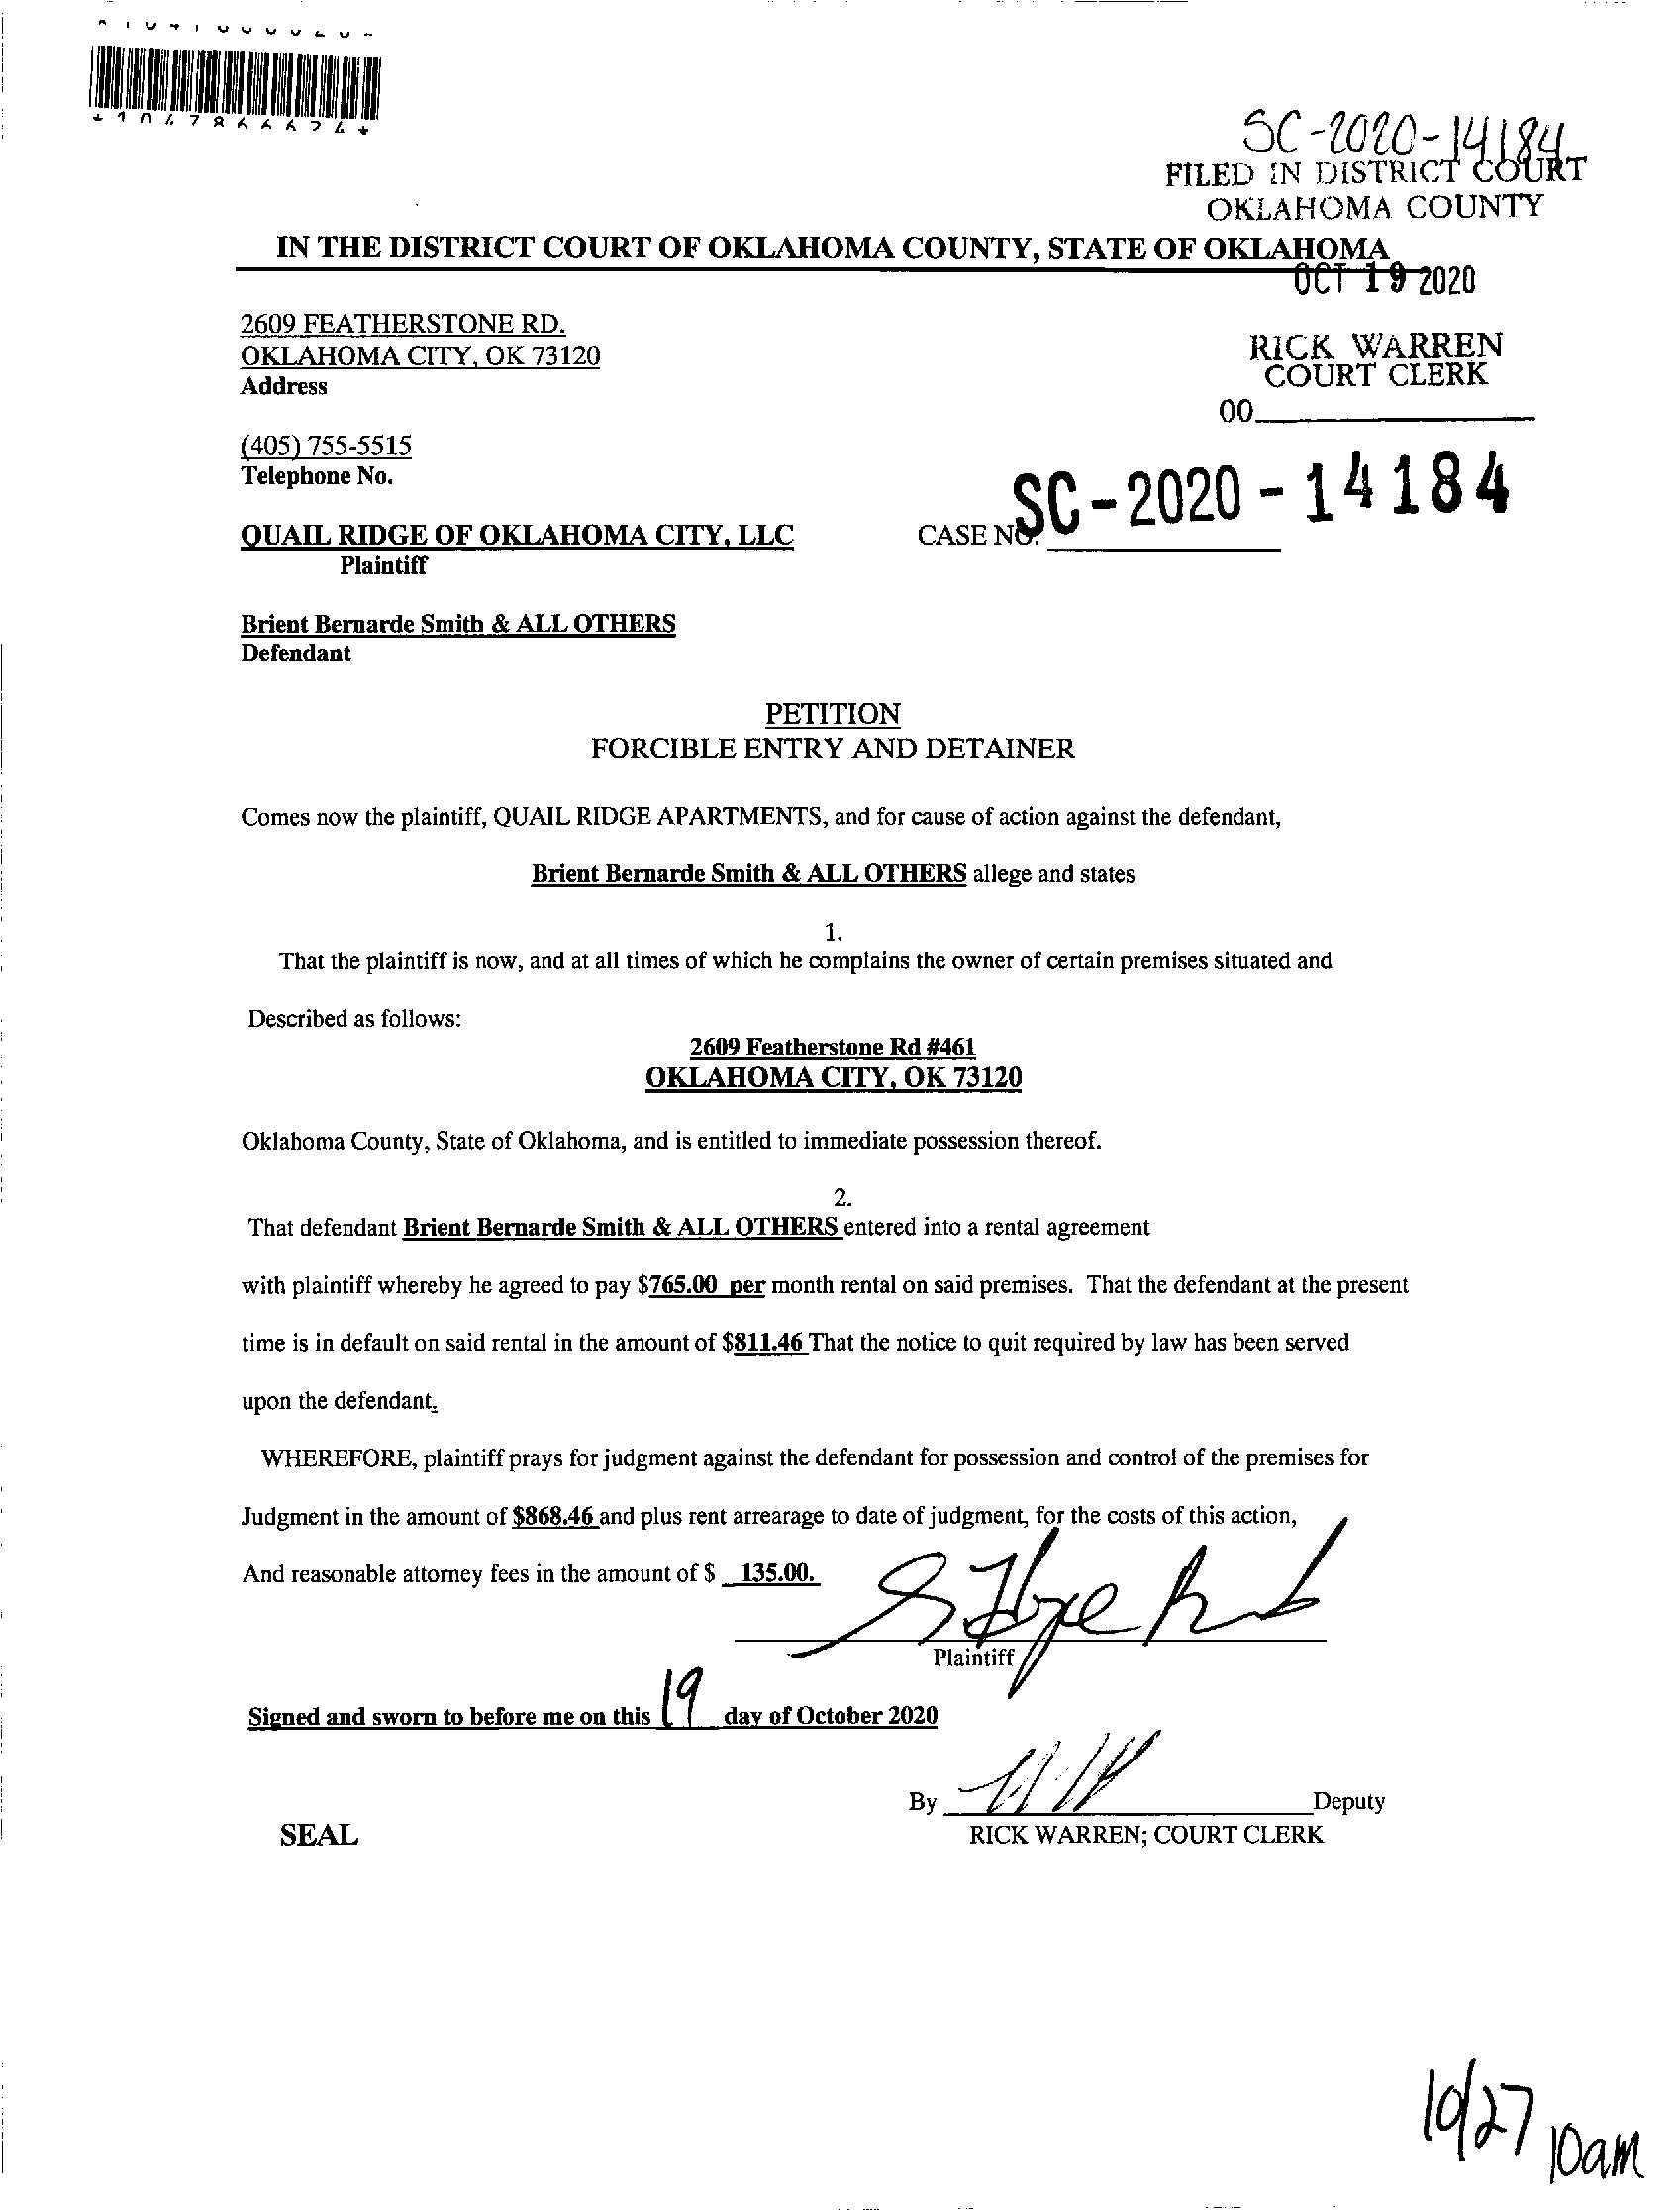 SC-2020-14184
FILED IN DISTRICT COURT
OKLAHOMA COUNTY
IN THE DISTRICT COURT OF OKLAHOMA COUNTY, STATE OF OKLAHOMA
OCT 19 2020
2609 FEATHERSTONE RD.
OKLAHOMA CITY, OK 73120
Address
RICK WARREN
COURT CLERK
00
(405) 755-5515
Telephone No.
QUAIL RIDGE OF OKLAHOMA CITY, LLC
Plaintiff
CASE NO. SC-2020-14184
Brient Bernarde Smith & ALL OTHERS
Defendant
PETITION
FORCIBLE ENTRY AND DETAINER
Comes now the plaintiff, QUAIL RIDGE APARTMENTS, and for cause of action against the defendant,
Brient Bernarde Smith & ALL OTHERS allege and states
1.
That the plaintiff is now, and at all times of which he complains the owner of certain premises situated and
Described as follows:
2609 Featherstone Rd #461
OKLAHOMA CITY, OK 73120
Oklahoma County, State of Oklahoma, and is entitled to immediate possession thereof.
2.
That defendant Brient Bernarde Smith & ALL OTHERS entered into a rental agreement
with plaintiff whereby he agreed to pay $765.00 per month rental on said premises. That the defendant at the present
time is in default on said rental in the amount of $811.46 That the notice to quit required by law has been served
upon the defendant.
WHEREFORE, plaintiff prays for judgment against the defendant for possession and control of the premises for
Judgment in the amount of $868.46 and plus rent arrearage to date of judgment, for the costs of this action,
And reasonable attorney fees in the amount of $ 135.00.
Plaintiff
Signed and sworn to before me on this 19 day of October 2020
By Deputy
SEAL
RICK WARREN; COURT CLERK
10/27 10am